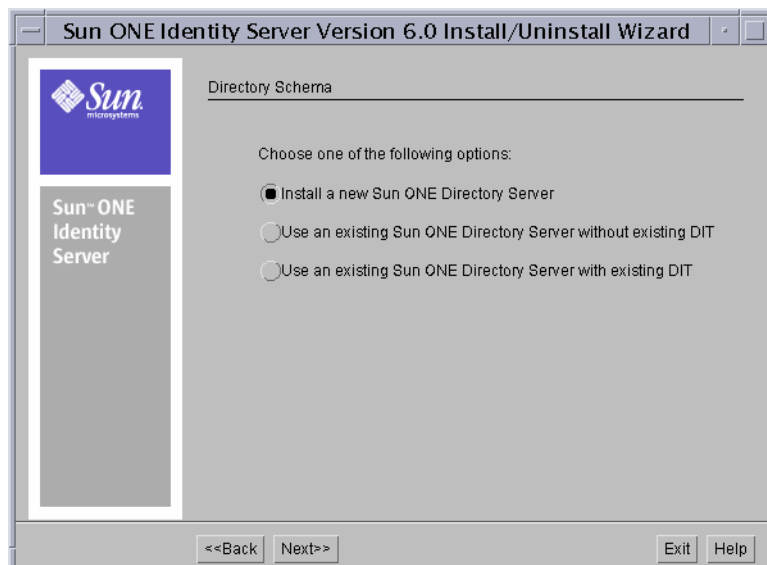 Sun ONE Identity Server Version 6.0 Install/Uninstall Wizard
Sun
microsystems
Sun™ ONE
Identity
Server
Directory Schema
Choose one of the following options:
Install a new Sun ONE Directory Server
Use an existing Sun ONE Directory Server without existing DIT
Use an existing Sun ONE Directory Server with existing DIT
<<Back Next>> Exit Help